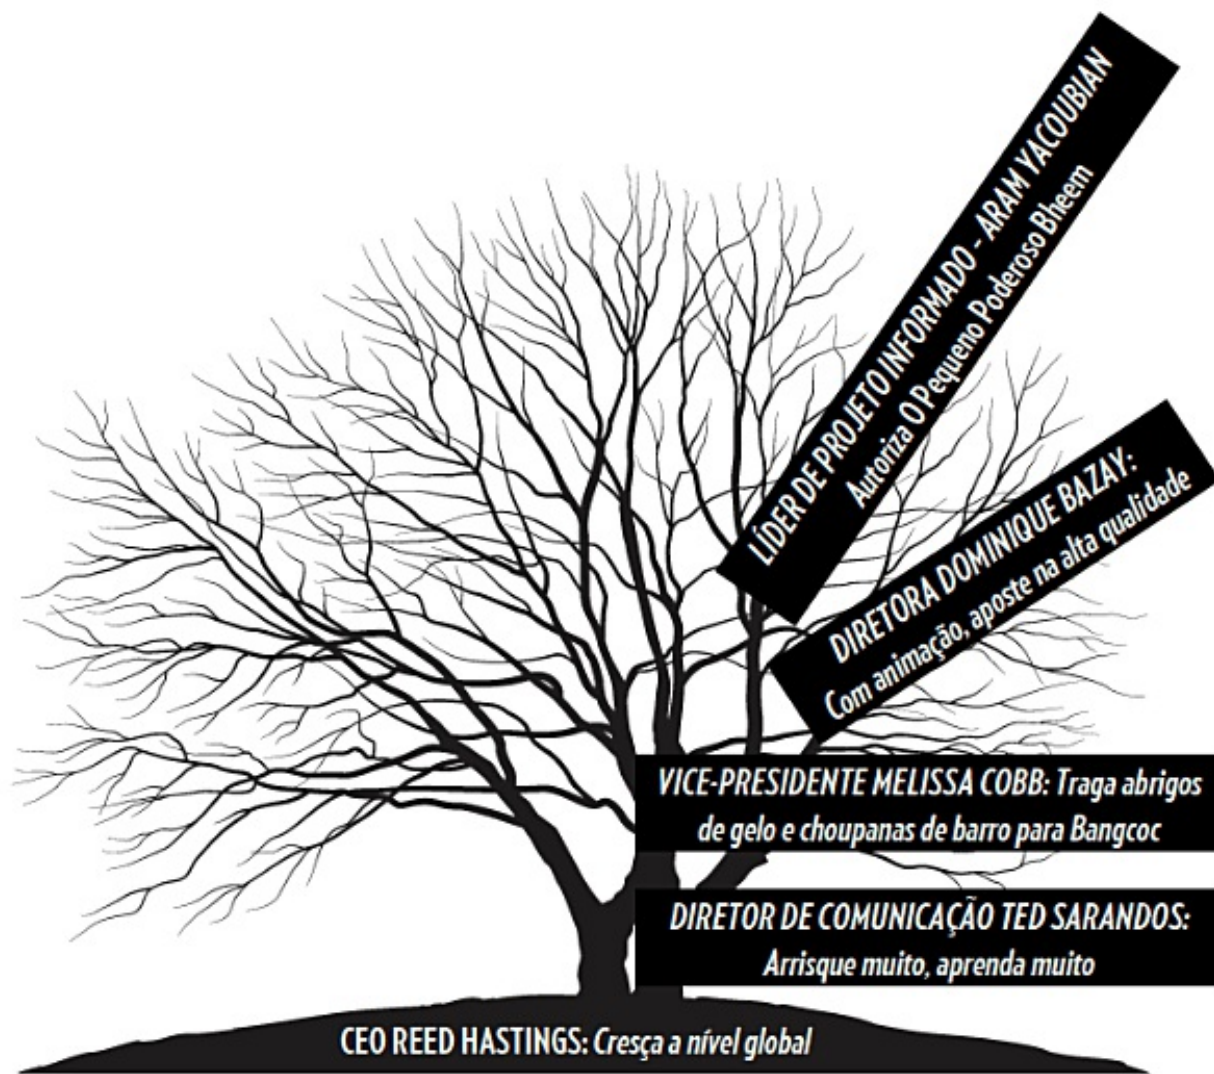 LÍDER DE PROJETO INFORMADO - ARAM YACOUBIAN
Autoriza O Pequeno Poderoso Bheem
DIRETORA DOMINIQUE BAZAY:
Com animação, aposte na alta qualidade
VICE-PRESIDENTE MELISSA COBB: Traga abrigos
de gelo e choupanas de barro para Bangcoc
DIRETOR DE COMUNICAÇÃO TED SARANDOS:
Arrisque muito, aprenda muito
CEO REED HASTINGS: Cresça a nível global